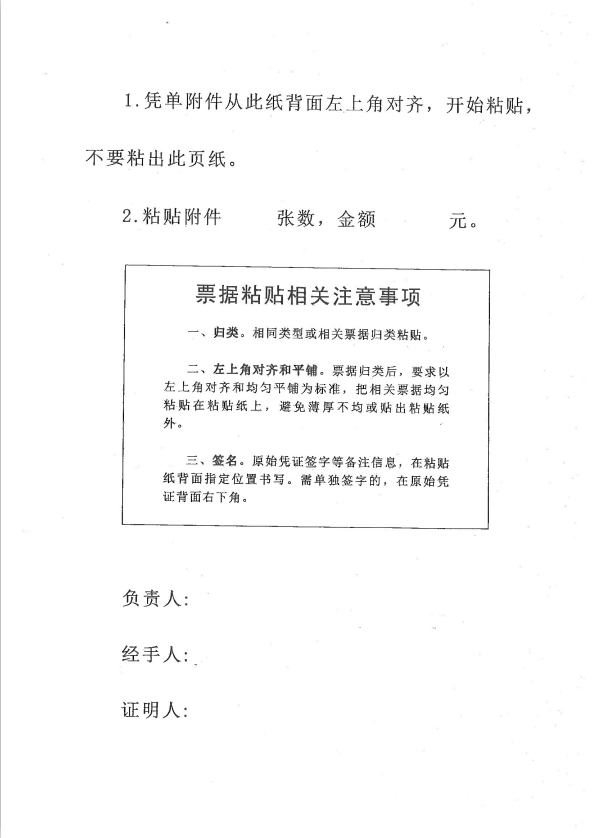 1.凭单附件从此纸背面左上角对齐，开始粘贴，
不要粘出此页纸。
2.粘贴附件 张数，金额 元。
票据粘贴相关注意事项
一、归类。相同类型或相关票据归类粘贴。
二、左上角对齐和平铺。票据归类后，要求以
左上角对齐和均匀平铺为标准，把相关票据均匀
粘贴在粘贴纸上，避免薄厚不均或贴出粘贴纸
外。
三、签名。原始凭证签字等备注信息，在粘贴
纸背面指定位置书写。需单独签字的，在原始凭
证背面右下角。
负责人:
经手人:
证明人: